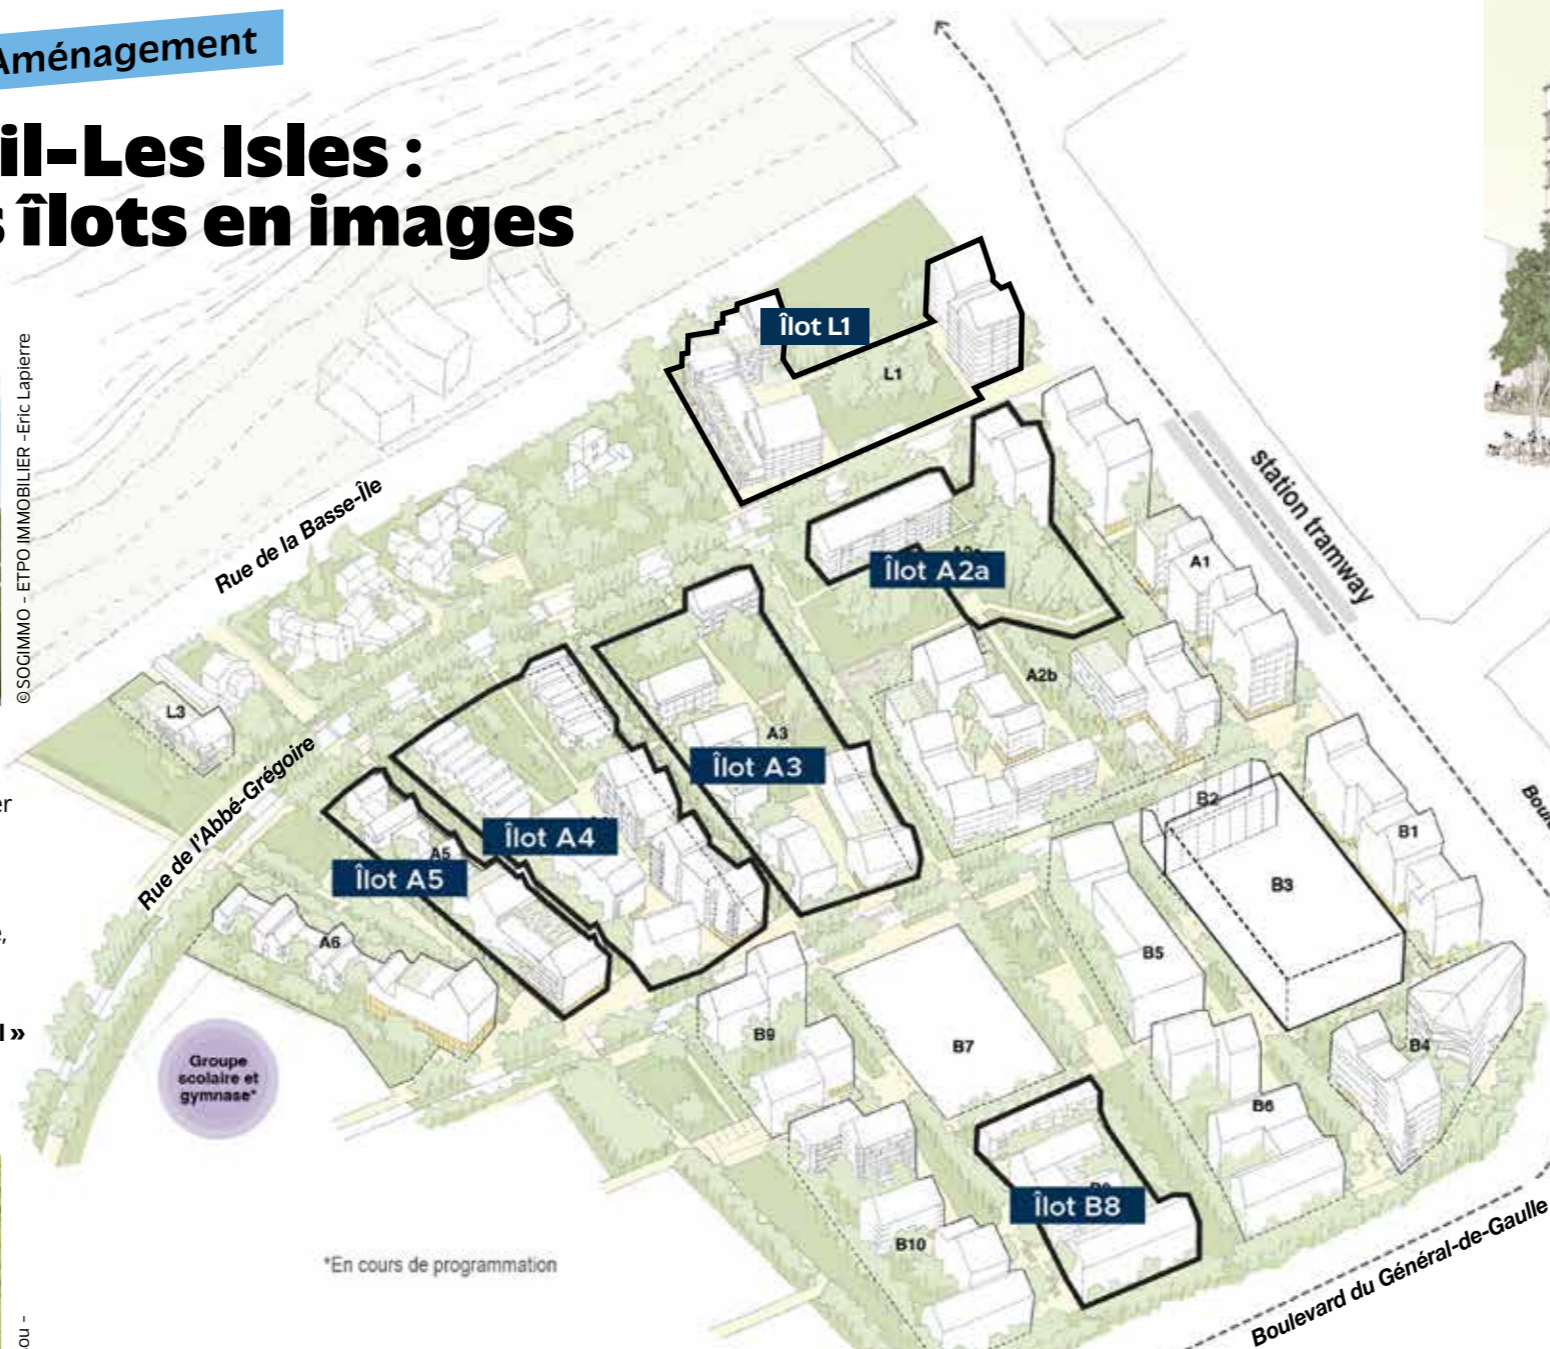 Aménagement
il-Les Isles :
s îlots en images
©SOGIMMO - ETPO IMMOBILIER -Eric Lapierre
Îlot L1
L1
station tramway
Rue de la Basse-Île
Îlot A2a
A1
A2b
L3
A3
Îlot A3
Rue de l'Abbé-Grégoire
er
Îlot A4
A5
Îlot A5
B2
B1
B3
A6
e,
B5
l »
B9
B7
B4
Groupe
scolaire et
gymnase*
B6
Îlot B8
B10
*En cours de programmation
Boulevard du Général-de-Gaulle
ou -